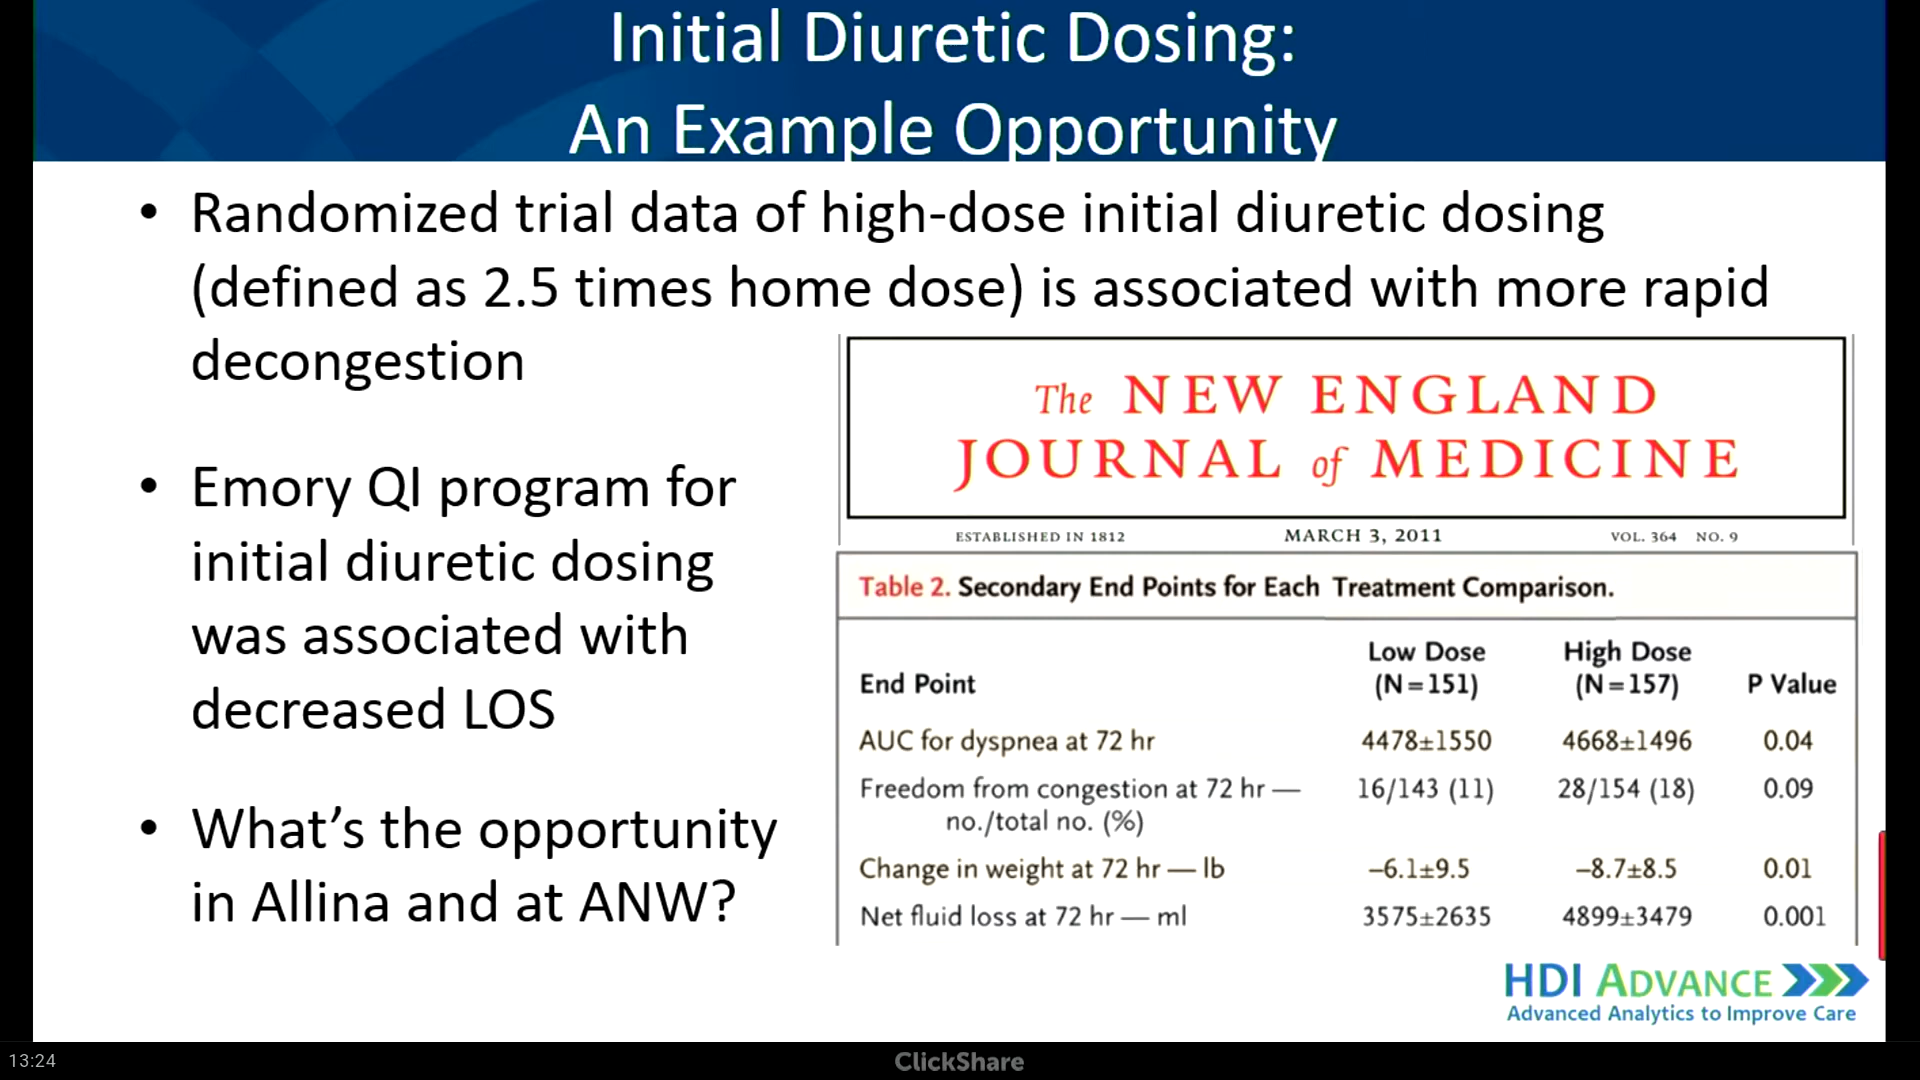 Initial Diuretic Dosing:
An Example Opportunity
• Randomized trial data of high-dose initial diuretic dosing
(defined as 2.5 times home dose) is associated with more rapid
decongestion
• Emory QI program for
initial diuretic dosing
was associated with
decreased LOS
• What’s the opportunity
in Allina and at ANW?
The NEW ENGLAND
JOURNAL of MEDICINE
ESTABLISHED IN 1812 MARCH 3, 2011 VOL. 364 NO. 9
Table 2. Secondary End Points for Each Treatment Comparison.
End Point Low Dose (N=151) High Dose (N=157) P Value
AUC for dyspnea at 72 hr 4478±1550 4668±1496 0.04
Freedom from congestion at 72 hr — 16/143 (11) 28/154 (18) 0.09
no./total no. (%)
Change in weight at 72 hr — lb –6.1±9.5 –8.7±8.5 0.01
Net fluid loss at 72 hr — ml 3575±2635 4899±3479 0.001
HDI ADVANCE
Advanced Analytics to Improve Care
13:24 ClickShare